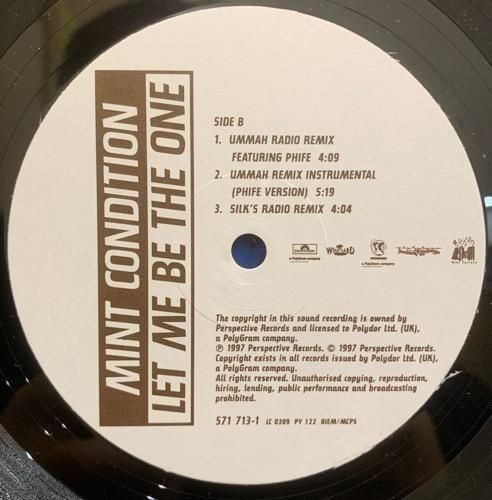 MINT CONDITION
LET ME BE THE ONE
SIDE B
1. UMMAH RADIO REMIX
FEATURING PHIFE 4:09
2. UMMAH REMIX INSTRUMENTAL
(PHIFE VERSION) 5:19
3. SILK'S RADIO REMIX 4:04
a PolyGram company
The copyright in this sound recording is owned by
Perspective Records and licensed to Polydor Ltd. (UK),
a PolyGram company.
℗ 1997 Perspective Records. © 1997 Perspective Records.
Copyright exists in all records issued by Polydor Ltd. (UK),
a PolyGram company.
All rights reserved. Unauthorised copying, reproduction,
hiring, lending, public performance and broadcasting
prohibited.
571 713-1 LC 0309 PY 122 BIEM/MCPS